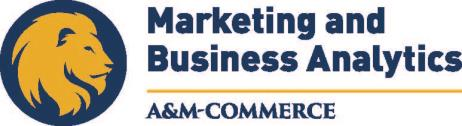 Marketing and
Business Analytics
A&M-COMMERCE